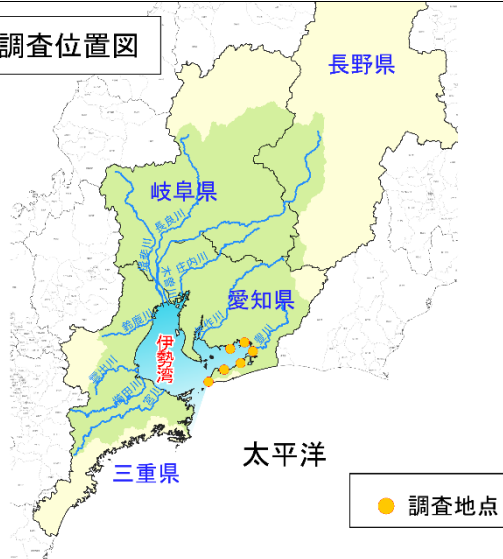 調査位置図
長野県
岐阜県
長良川
揖斐川
木曽川
庄内川
愛知県
矢作川
豊川
鈴鹿川
伊勢湾
雲出川
櫛田川
宮川
太平洋
三重県
調査地点